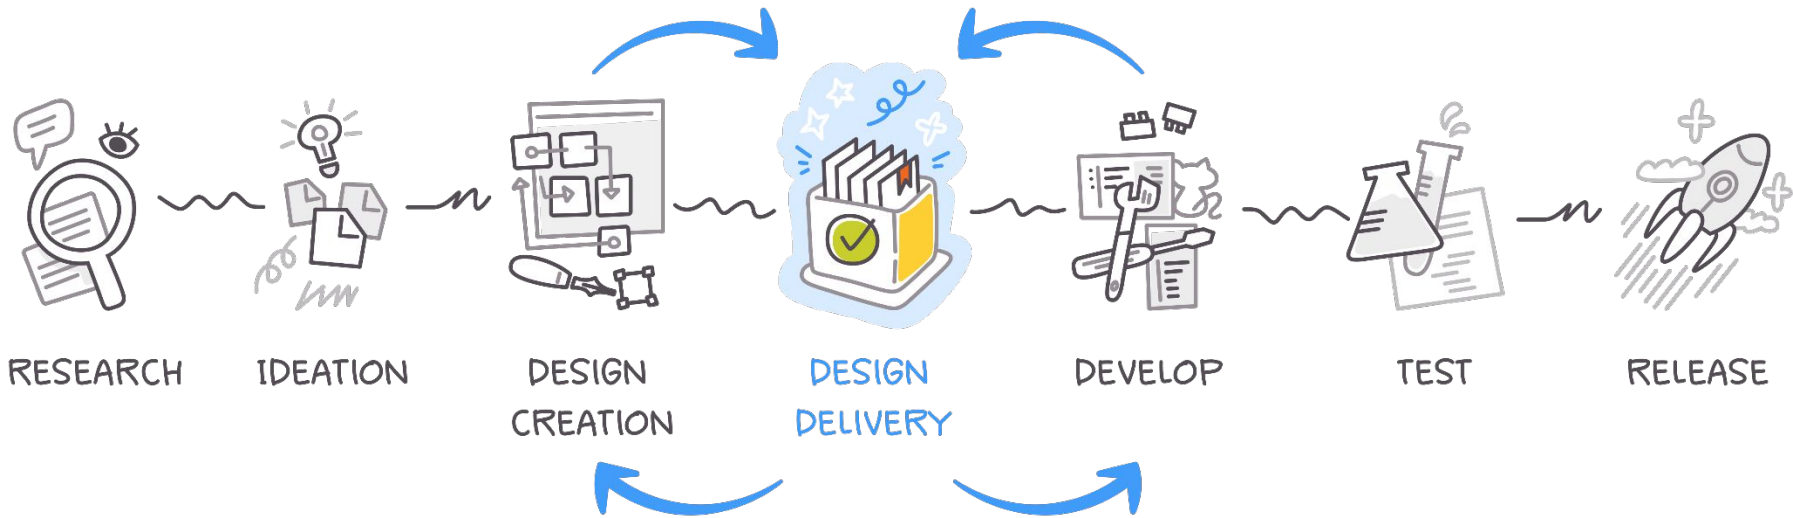 RESEARCH
IDEATION
DESIGN
CREATION
DESIGN
DELIVERY
DEVELOP
TEST
RELEASE